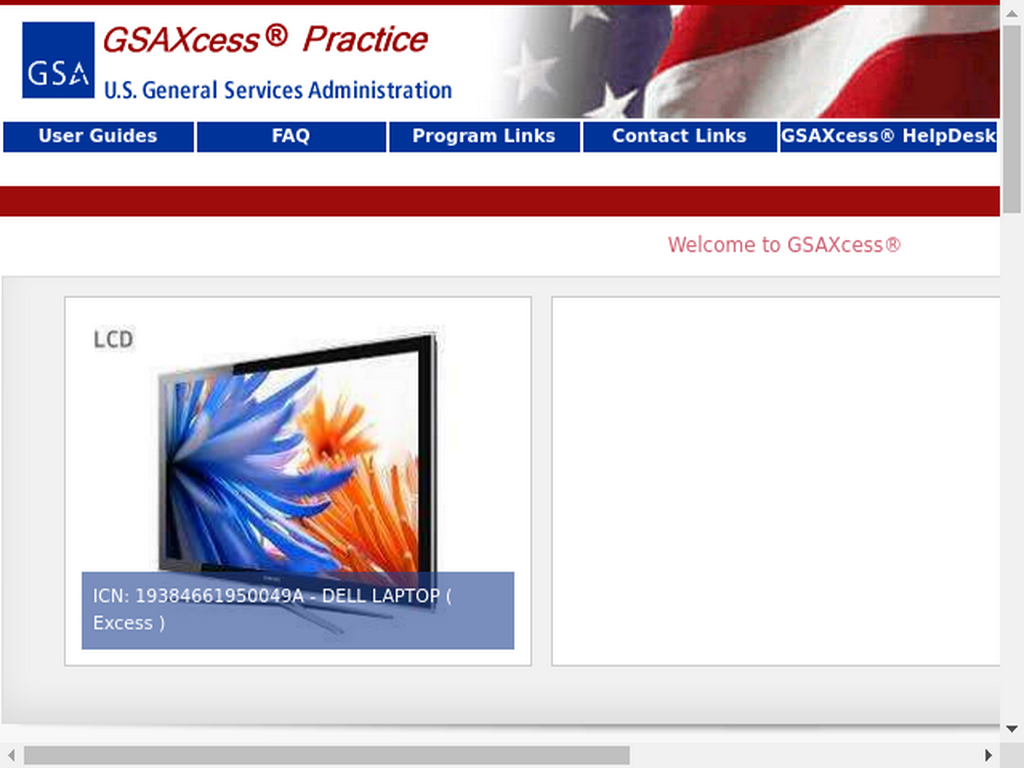 GSAXcess® Practice
GSA
U.S. General Services Administration
User Guides
FAQ
Program Links
Contact Links
GSAXcess® HelpDesk
Welcome to GSAXcess®
LCD
ICN: 19384661950049A - DELL LAPTOP (
Excess )